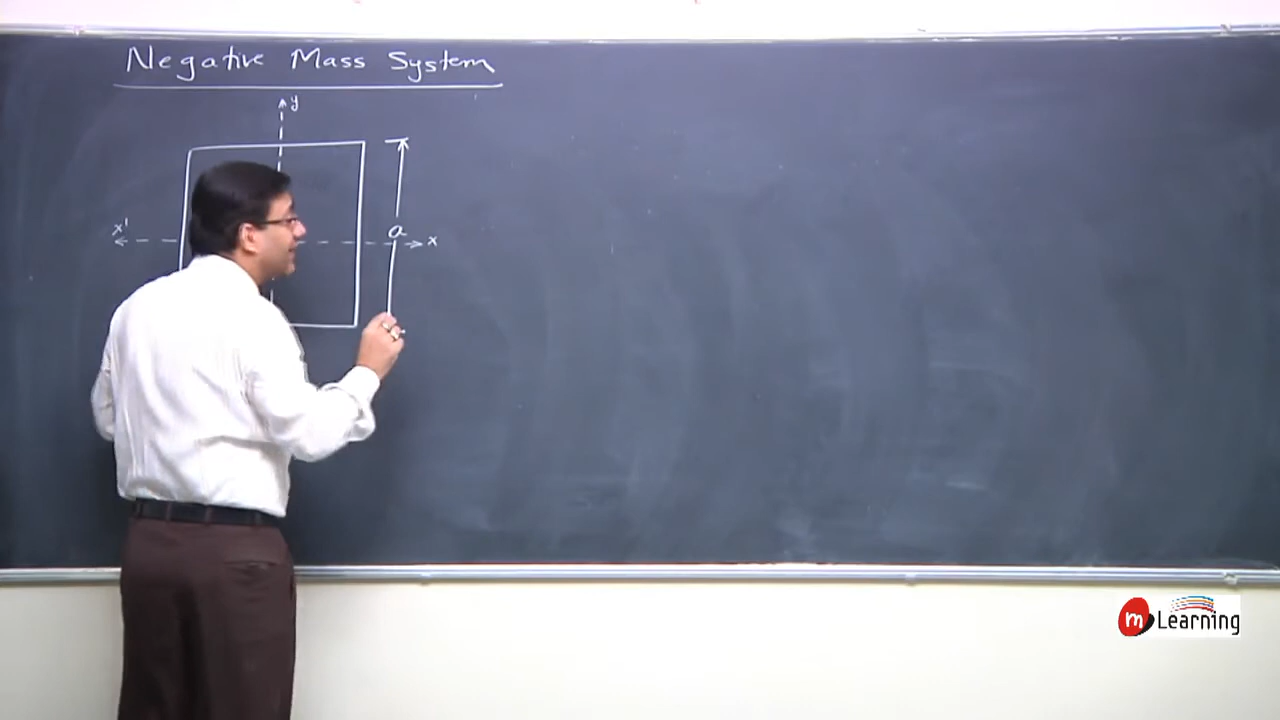 Negative Mass System
y
x'
a
x
m Learning